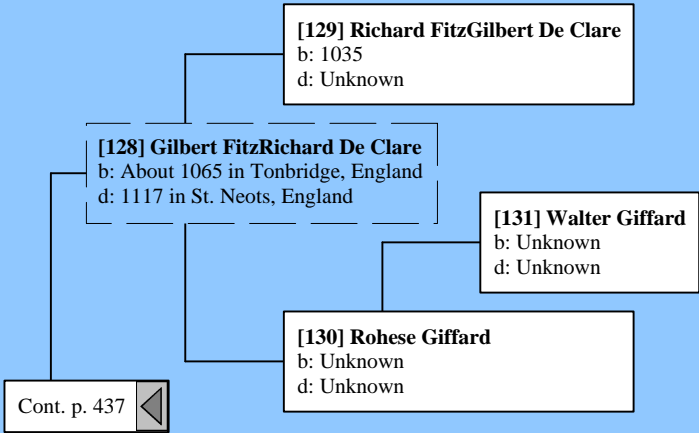 [129] Richard FitzGilbert De Clare
b: 1035
d: Unknown
[128] Gilbert FitzRichard De Clare
b: About 1065 in Tonbridge, England
d: 1117 in St. Neots, England
[131] Walter Giffard
b: Unknown
d: Unknown
[130] Rohese Giffard
b: Unknown
d: Unknown
Cont. p. 437